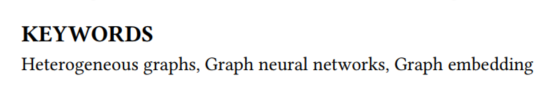 KEYWORDS
Heterogeneous graphs, Graph neural networks, Graph embedding